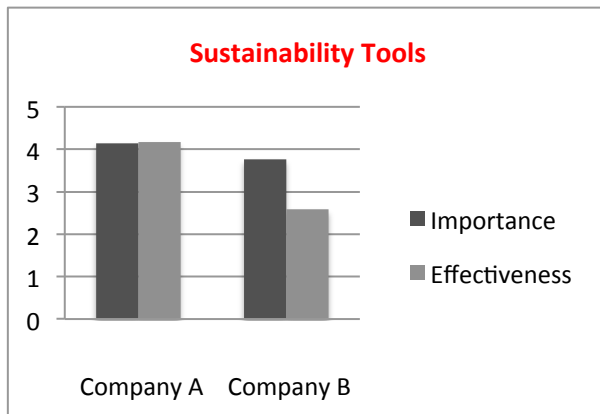 Sustainability Tools
5
4
3
2
1
0
Importance
Effectiveness
Company A Company B